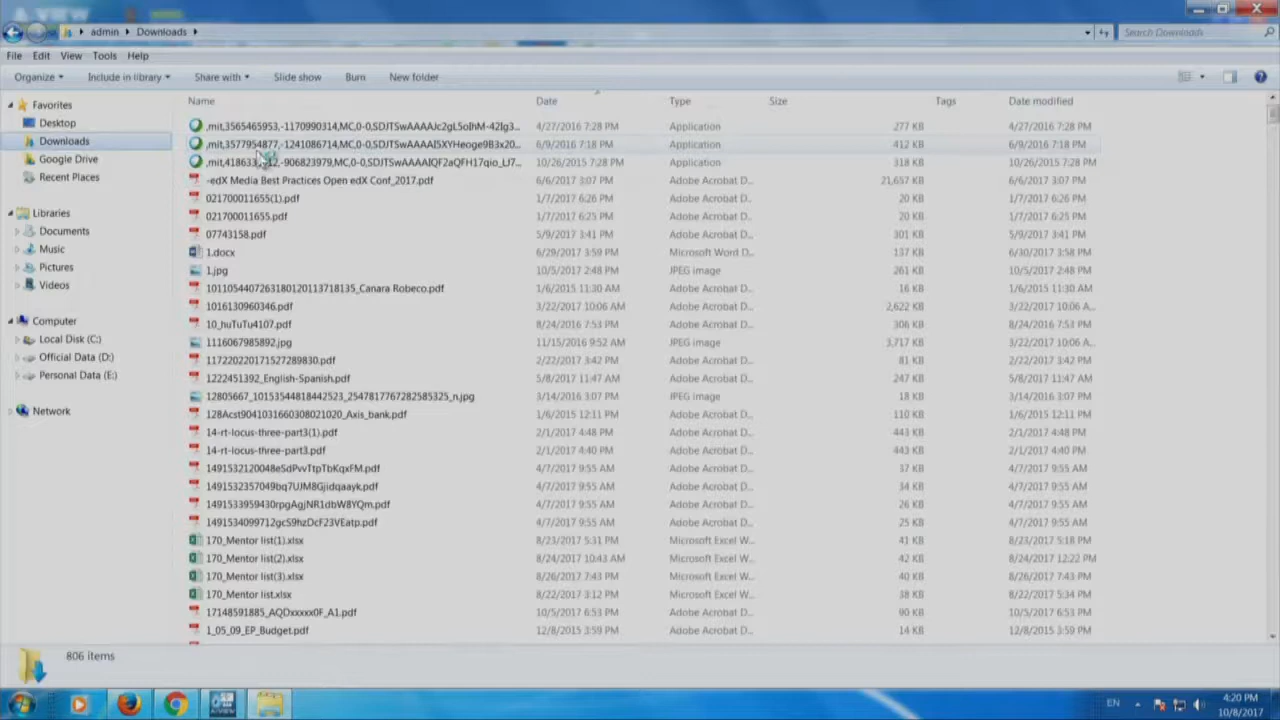 admin Downloads Search Downloads
File Edit View Tools Help
Organize Include in library Share with Slide show Burn New folder
Favorites
Desktop
Downloads
Google Drive
Recent Places
Libraries
Documents
Music
Pictures
Videos
Computer
Local Disk (C:)
Official Data (D:)
Personal Data (E:)
Network
Name Date Type Size Tags Date modified
4/27/2016 7:28 PM Application 277 KB 4/27/2016 7:28 PM
6/9/2016 7:18 PM Application 412 KB 6/9/2016 7:18 PM
10/26/2015 7:28 PM Application 318 KB 10/26/2015 7:28 PM
-edX Media Best Practices Open edX Conf_2017.pdf 6/6/2017 3:07 PM Adobe Acrobat D... 21,657 KB 6/6/2017 3:07 PM
021700011655(1).pdf 1/7/2017 6:26 PM Adobe Acrobat D... 20 KB 1/7/2017 6:26 PM
021700011655.pdf 1/7/2017 6:25 PM Adobe Acrobat D... 20 KB 1/7/2017 6:25 PM
07743158.pdf 5/9/2017 3:41 PM Adobe Acrobat D... 301 KB 5/9/2017 3:41 PM
1.docx 6/29/2017 3:59 PM Microsoft Word D... 137 KB 6/30/2017 3:58 PM
1.jpg 10/5/2017 2:48 PM JPEG image 261 KB 10/5/2017 2:48 PM
1011054407263180120113718135_Canara Robeco.pdf 1/6/2015 11:30 AM Adobe Acrobat D... 16 KB 1/6/2015 11:30 AM
1016130960346.pdf 3/22/2017 10:06 AM Adobe Acrobat D... 2,622 KB 3/22/2017 10:06 A...
10_huTuTu4107.pdf 8/24/2016 7:53 PM Adobe Acrobat D... 306 KB 8/24/2016 7:53 PM
1116067985892.jpg 11/15/2016 9:52 AM JPEG image 3,717 KB 3/22/2017 10:06 A...
117220220171527289830.pdf 2/22/2017 3:42 PM Adobe Acrobat D... 81 KB 2/22/2017 3:42 PM
1222451392_English-Spanish.pdf 5/8/2017 11:47 AM Adobe Acrobat D... 247 KB 5/8/2017 11:47 AM
12805667_10153544818442523_2547817767282585325_n.jpg 3/14/2016 3:07 PM JPEG image 18 KB 3/14/2016 3:07 PM
128Acst9041031660308021020_Axis_bank.pdf 1/6/2015 12:11 PM Adobe Acrobat D... 110 KB 1/6/2015 12:11 PM
14-rt-locus-three-part3(1).pdf 2/1/2017 4:48 PM Adobe Acrobat D... 443 KB 2/1/2017 4:48 PM
14-rt-locus-three-part3.pdf 2/1/2017 4:40 PM Adobe Acrobat D... 443 KB 2/1/2017 4:40 PM
1491532120048eSdPvvTtpTbKqxFM.pdf 4/7/2017 9:55 AM Adobe Acrobat D... 37 KB 4/7/2017 9:55 AM
1491532357049bq7UJM8Gjidqaayk.pdf 4/7/2017 9:55 AM Adobe Acrobat D... 34 KB 4/7/2017 9:55 AM
1491533959430rpgAgjNR1dbW8YQm.pdf 4/7/2017 9:55 AM Adobe Acrobat D... 26 KB 4/7/2017 9:55 AM
1491534099712gcS9hzDcF23VEatp.pdf 4/7/2017 9:55 AM Adobe Acrobat D... 25 KB 4/7/2017 9:55 AM
170_Mentor list(1).xlsx 8/23/2017 5:31 PM Microsoft Excel W... 41 KB 8/23/2017 5:18 PM
170_Mentor list(2).xlsx 8/24/2017 10:43 AM Microsoft Excel W... 42 KB 8/24/2017 12:22 PM
170_Mentor list(3).xlsx 8/26/2017 7:43 PM Microsoft Excel W... 40 KB 8/26/2017 7:43 PM
170_Mentor list.xlsx 8/22/2017 3:12 PM Microsoft Excel W... 38 KB 8/22/2017 5:34 PM
17148591885_AQDxxxxx0F_A1.pdf 10/5/2017 6:53 PM Adobe Acrobat D... 90 KB 10/5/2017 6:53 PM
1_05_09_EP_Budget.pdf 12/8/2015 3:59 PM Adobe Acrobat D... 14 KB 12/8/2015 3:59 PM
806 items
EN 4:20 PM
10/8/2017